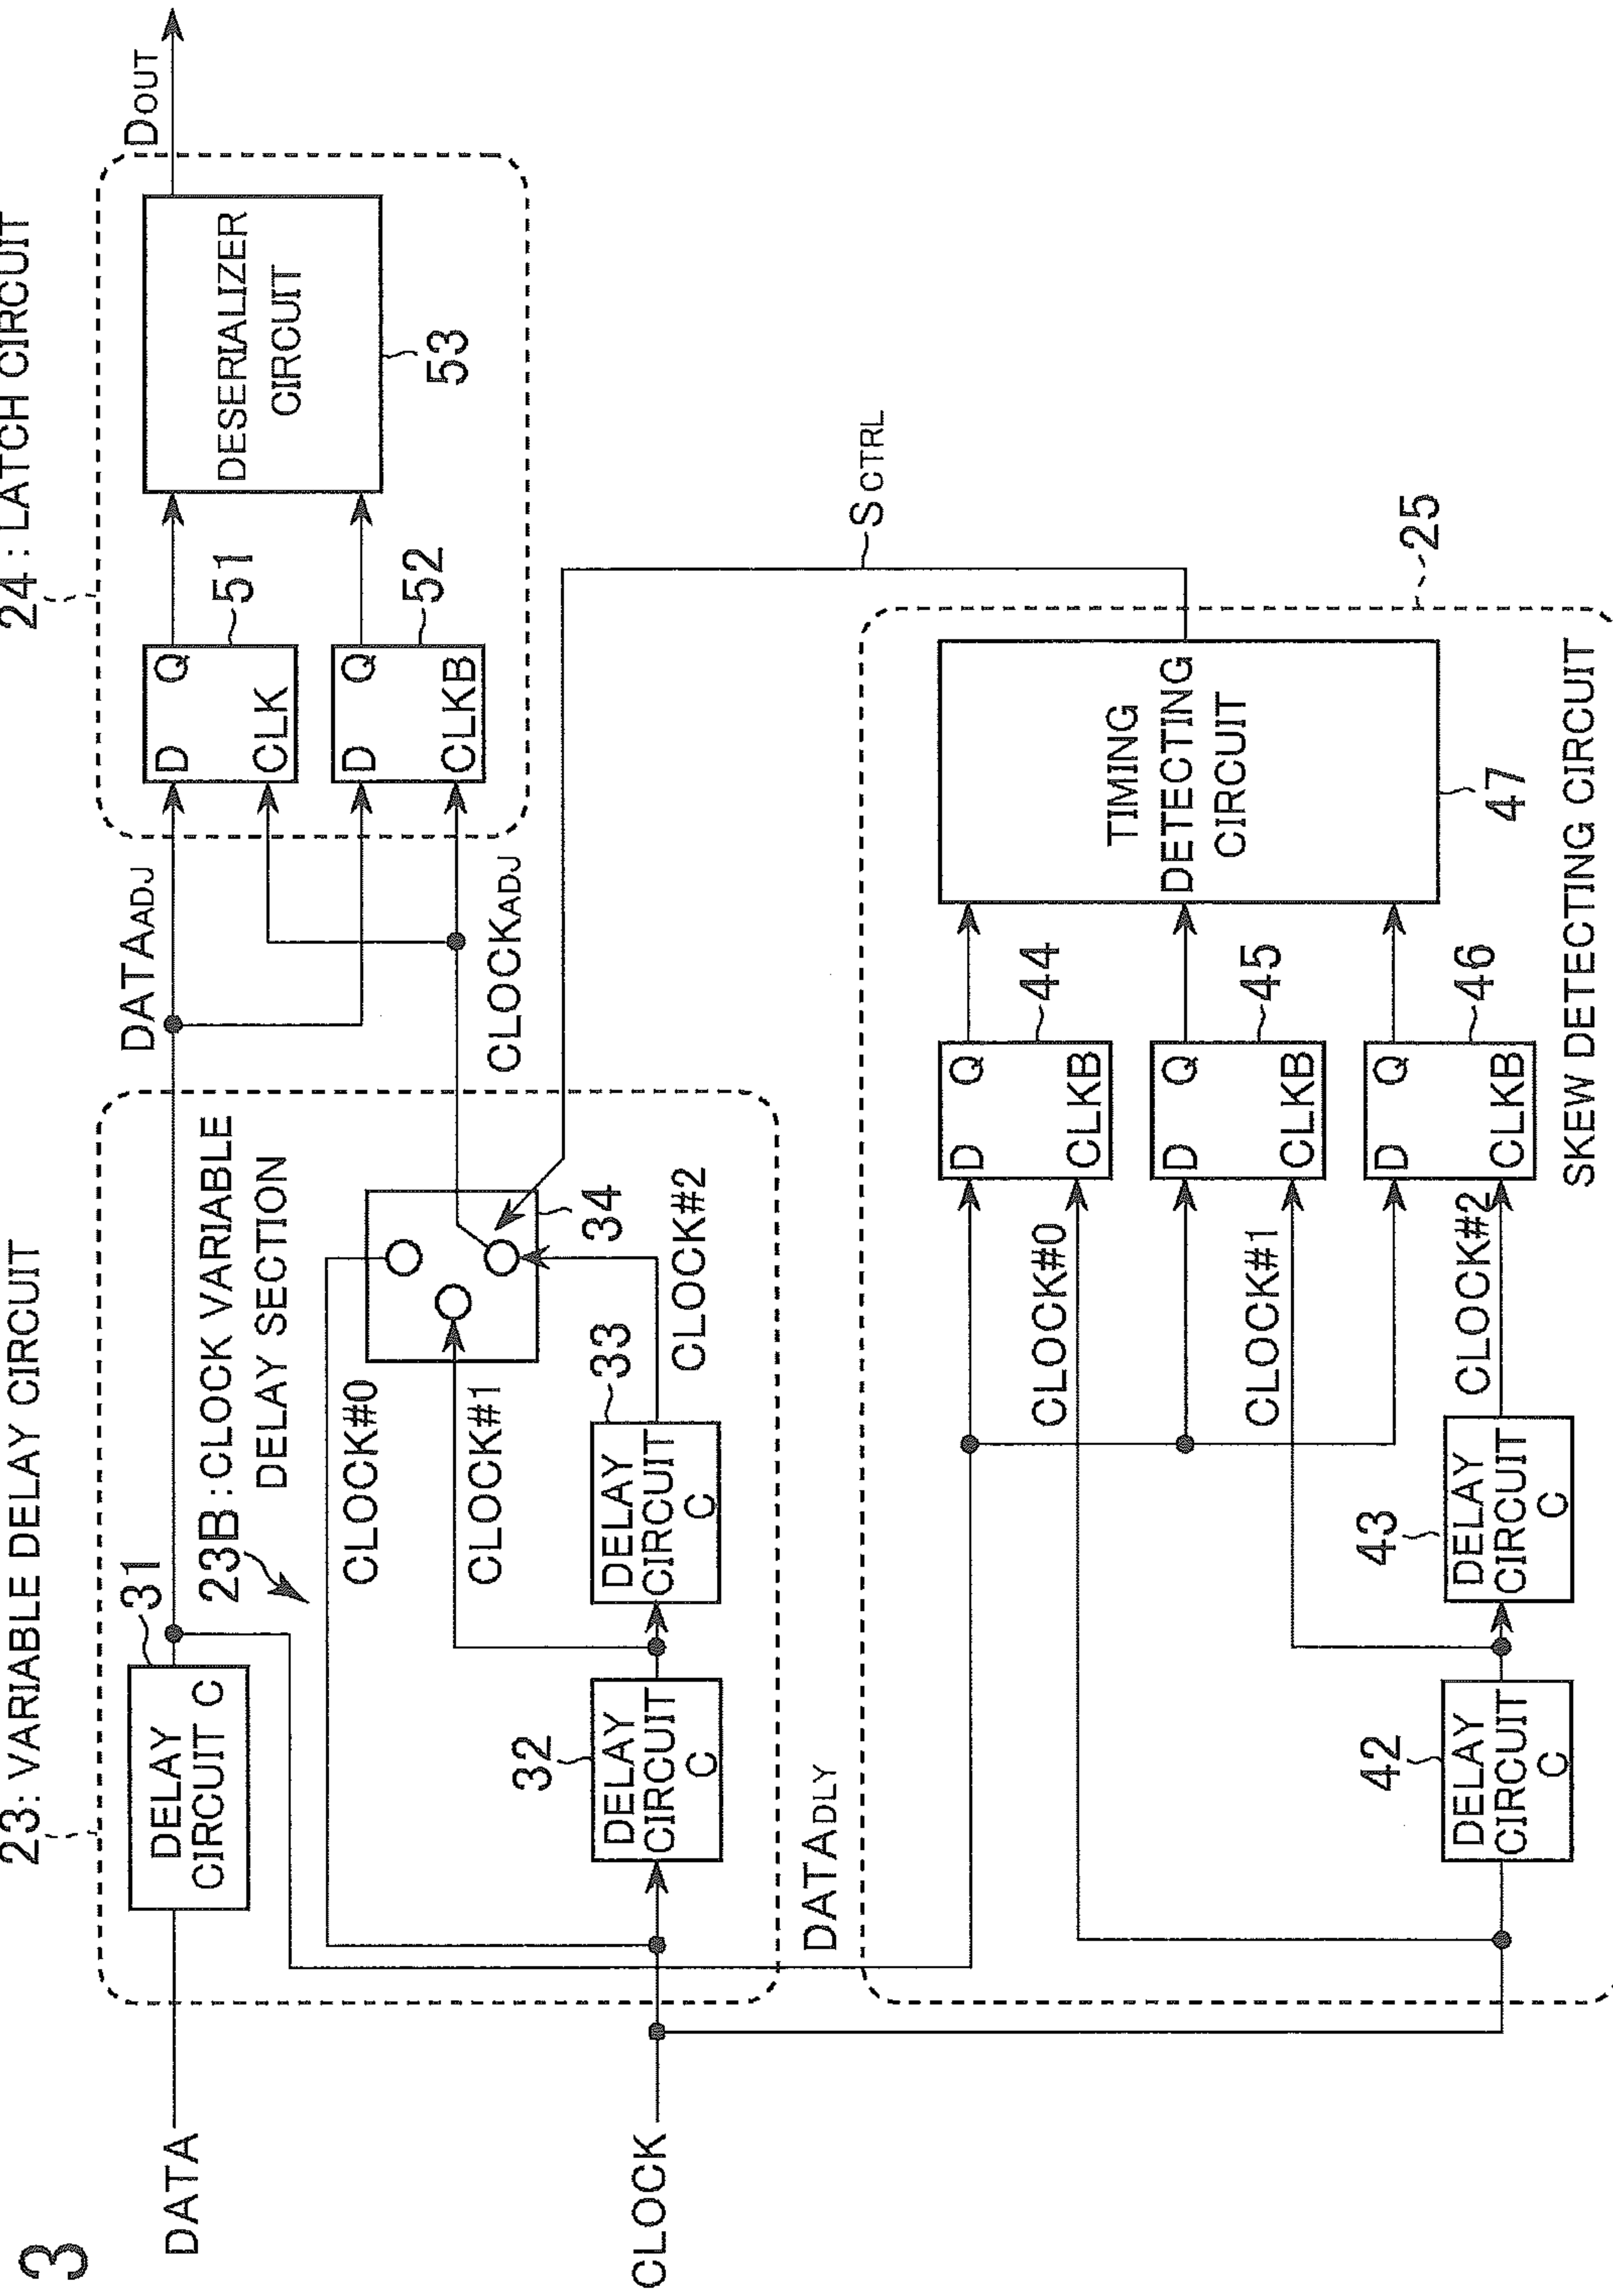 3
23: VARIABLE DELAY CIRCUIT
24 : LATCH CIRCUIT
DATA
DELAY
CIRCUIT C
31
23B : CLOCK VARIABLE
DELAY SECTION
DATAADJ
D Q
CLK
51
D Q
CLKB
52
DESERIALIZER
CIRCUIT
53
DOUT
CLOCK#0
CLOCK#1
34
CLOCKADJ
CLOCK
32
DELAY
CIRCUIT
C
33
DELAY
CIRCUIT
C
CLOCK#2
DATADLY
SCTRL
CLOCK#0
CLOCK#1
CLOCK#2
D Q
CLKB
44
D Q
CLKB
45
D Q
CLKB
46
TIMING
DETECTING
CIRCUIT
47
25
42
DELAY
CIRCUIT
C
43
DELAY
CIRCUIT
C
SKEW DETECTING CIRCUIT